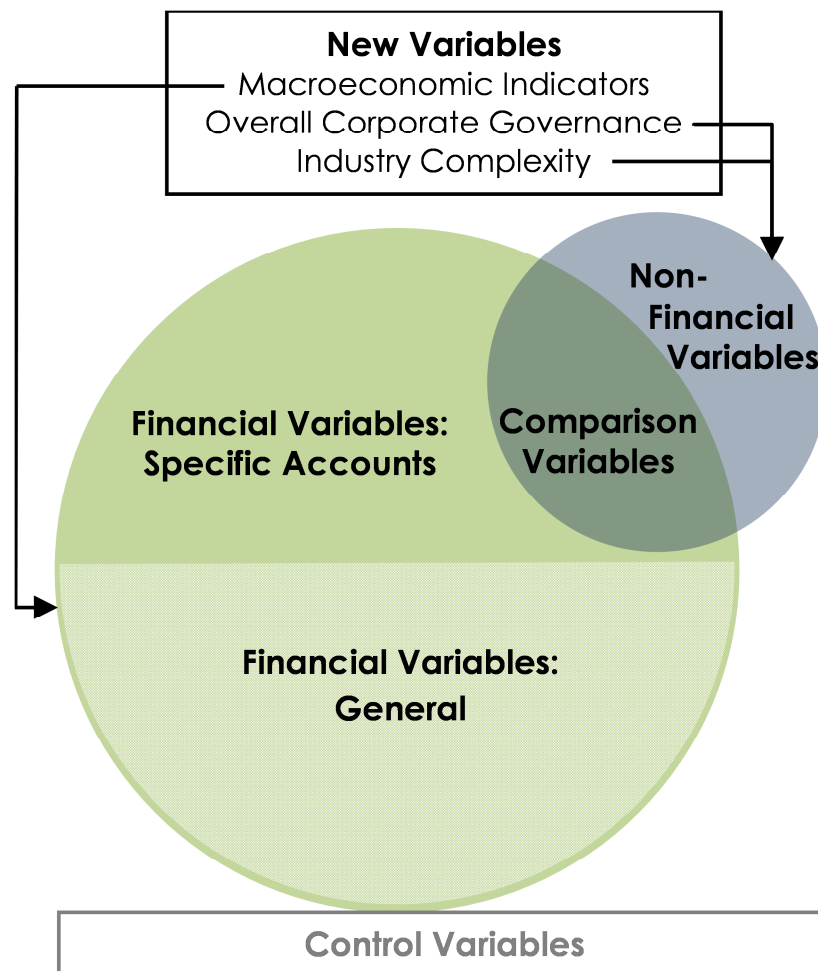 New Variables
Macroeconomic Indicators
Overall Corporate Governance
Industry Complexity
Non-
Financial
Variables
Financial Variables:
Specific Accounts
Comparison
Variables
Financial Variables:
General
Control Variables